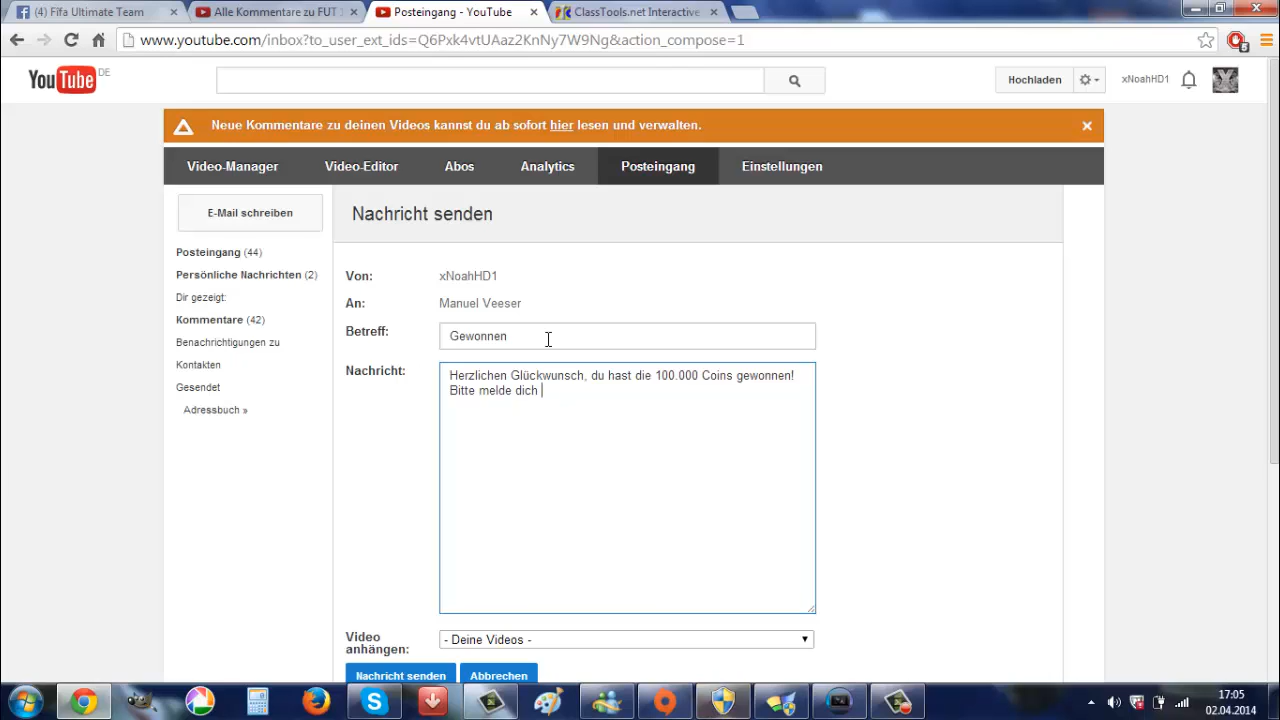 (4) Fifa Ultimate Team
Alle Kommentare zu FUT
Posteingang - YouTube
ClassTools.net Interactive
www.youtube.com/inbox?to_user_ext_ids=Q6Pxk4vtUAaz2KnNy7W9Ng&action_compose=1
5
YouTube DE
Hochladen
xNoahHD1
Neue Kommentare zu deinen Videos kannst du ab sofort hier lesen und verwalten.
Video-Manager
Video-Editor
Abos
Analytics
Posteingang
Einstellungen
E-Mail schreiben
Posteingang (44)
Persönliche Nachrichten (2)
Dir gezeigt:
Kommentare (42)
Benachrichtigungen zu
Kontakten
Gesendet
Adressbuch »
Nachricht senden
Von: xNoahHD1
An: Manuel Veeser
Betreff: Gewonnen
Nachricht: Herzlichen Glückwunsch, du hast die 100.000 Coins gewonnen!
Bitte melde dich
Video
anhängen:
- Deine Videos -
Nachricht senden
Abbrechen
17:05
02.04.2014